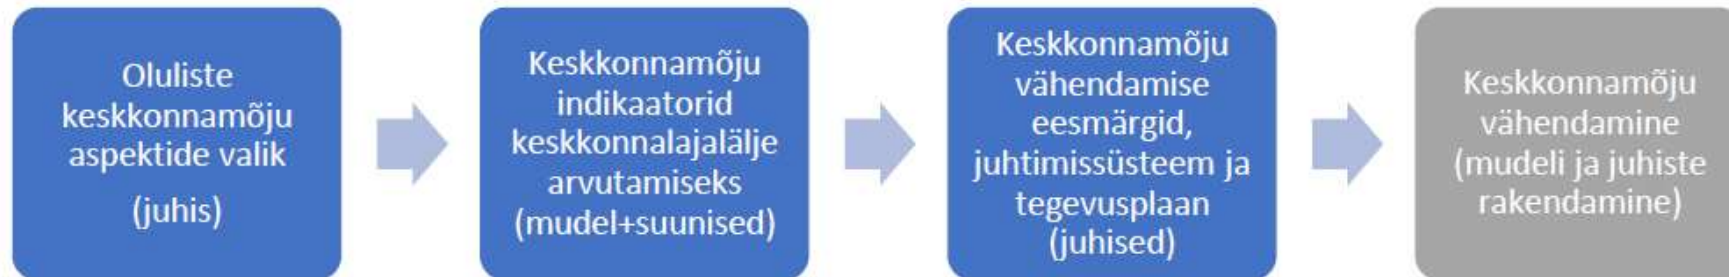 Oluliste
keskkonnamõju
aspektide valik
(juhis)
Keskkonnamõju
indikaatorid
keskkonnalajalälje
arvutamiseks
(mudel+suunised)
Keskkonnamõju
vähendamise
eesmärgid,
juhtimissüsteem ja
tegevusplaan
(juhised)
Keskkonnamõju
vähendamine
(mudeli ja juhiste
rakendamine)